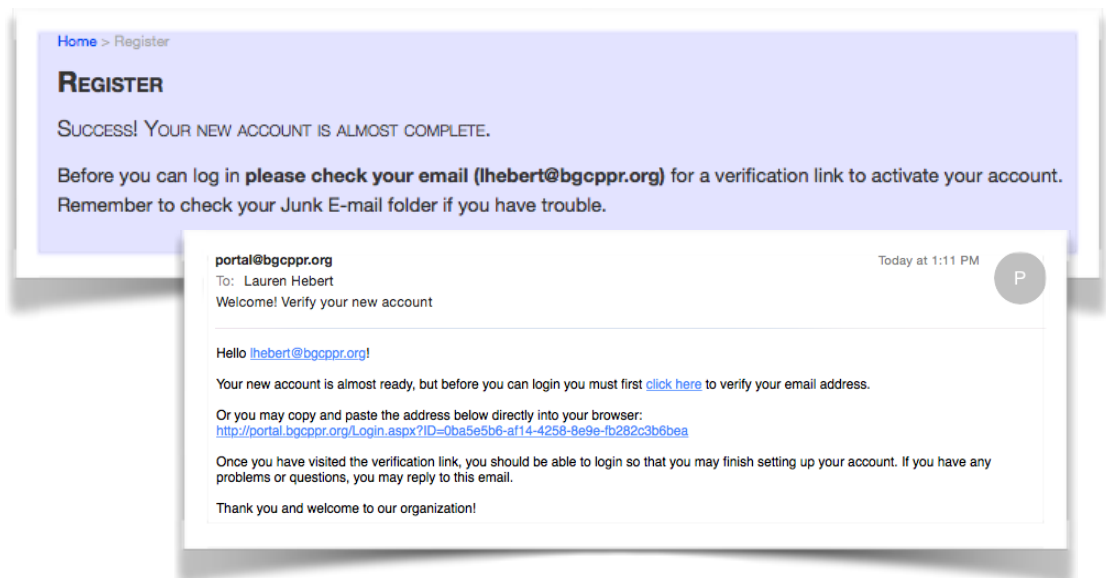 Home > Register
REGISTER
SUCCESS! YOUR NEW ACCOUNT IS ALMOST COMPLETE.
Before you can log in please check your email (lhebert@bgcppr.org) for a verification link to activate your account.
Remember to check your Junk E-mail folder if you have trouble.
portal@bgcppr.org
Today at 1:11 PM
P
To: Lauren Hebert
Welcome! Verify your new account
Hello lhebert@bgcppr.org!
Your new account is almost ready, but before you can login you must first click here to verify your email address.
Or you may copy and paste the address below directly into your browser:
http://portal.bgcppr.org/Login.aspx?ID=0ba5e5b6-af14-4258-8e9e-fb282c3b6bea
Once you have visited the verification link, you should be able to login so that you may finish setting up your account. If you have any
problems or questions, you may reply to this email.
Thank you and welcome to our organization!